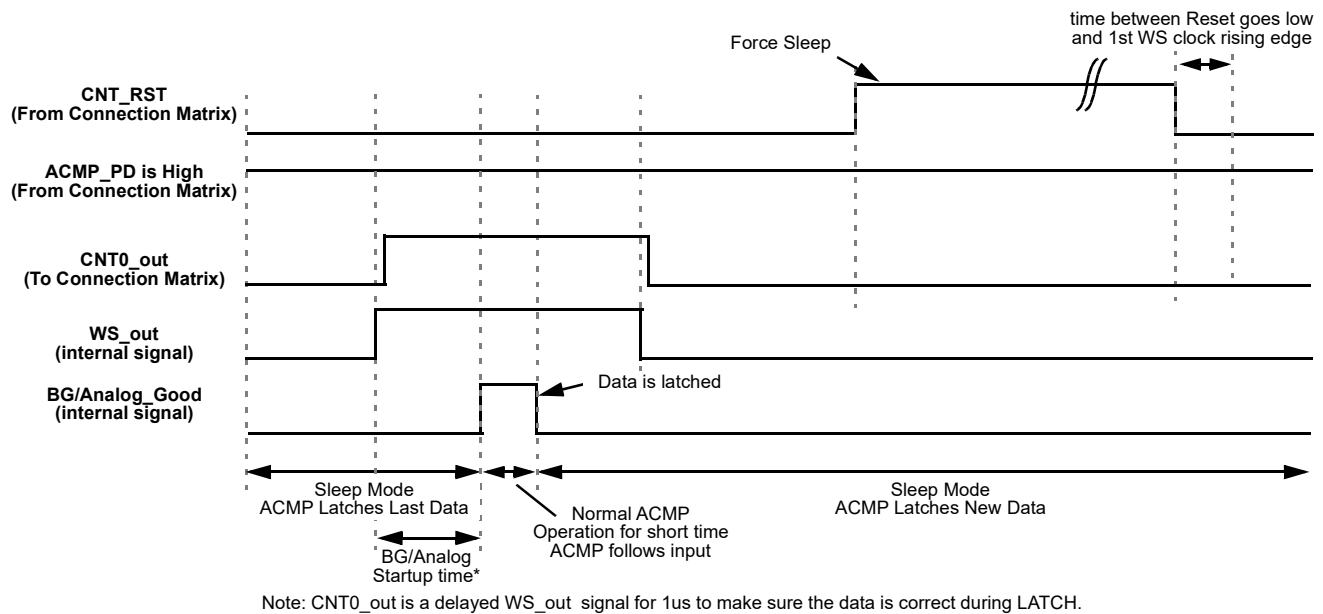 time between Reset goes low
and 1st WS clock rising edge
Force Sleep
CNT_RST
(From Connection Matrix)
ACMP_PD is High
(From Connection Matrix)
CNT0_out
(To Connection Matrix)
WS_out
(internal signal)
BG/Analog_Good
(internal signal)
Data is latched
Sleep Mode
ACMP Latches Last Data
Normal ACMP
Operation for short time
ACMP follows input
Sleep Mode
ACMP Latches New Data
BG/Analog
Startup time*
Note: CNT0_out is a delayed WS_out signal for 1us to make sure the data is correct during LATCH.